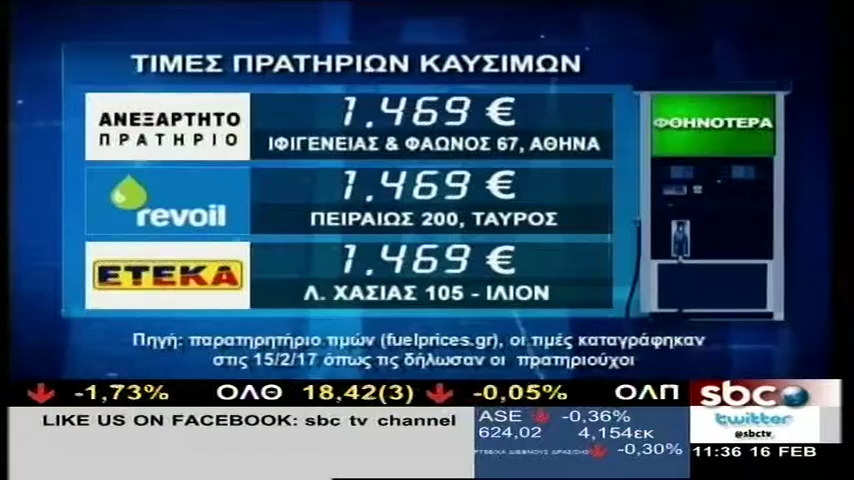 ΤΙΜΕΣ ΠΡΑΤΗΡΙΩΝ ΚΑΥΣΙΜΩΝ
ΑΝΕΞΑΡΤΗΤΟ
ΠΡΑΤΗΡΙΟ
1.469 €
ΙΦΙΓΕΝΕΙΑΣ & ΦΑΩΝΟΣ 67, ΑΘΗΝΑ
ΦΘΗΝΟΤΕΡΑ
revoil
1.469 €
ΠΕΙΡΑΙΩΣ 200, ΤΑΥΡΟΣ
ΕΤΕΚΑ
1.469 €
Λ. ΧΑΣΙΑΣ 105 - ΙΛΙΟΝ
Πηγή: παρατηρητήριο τιμών (fuelprices.gr), οι τιμές καταγράφηκαν
στις 15/2/17 όπως τις δήλωσαν οι πρατηριούχοι
-1,73% ΟΛΘ 18,42(3) -0,05% ΟΛΠ
sbc
LIKE US ON FACEBOOK: sbc tv channel
ASE -0,36%
624,02 4,154εκ
-0,30%
twitter
@sbctv
11:36 16 FEB